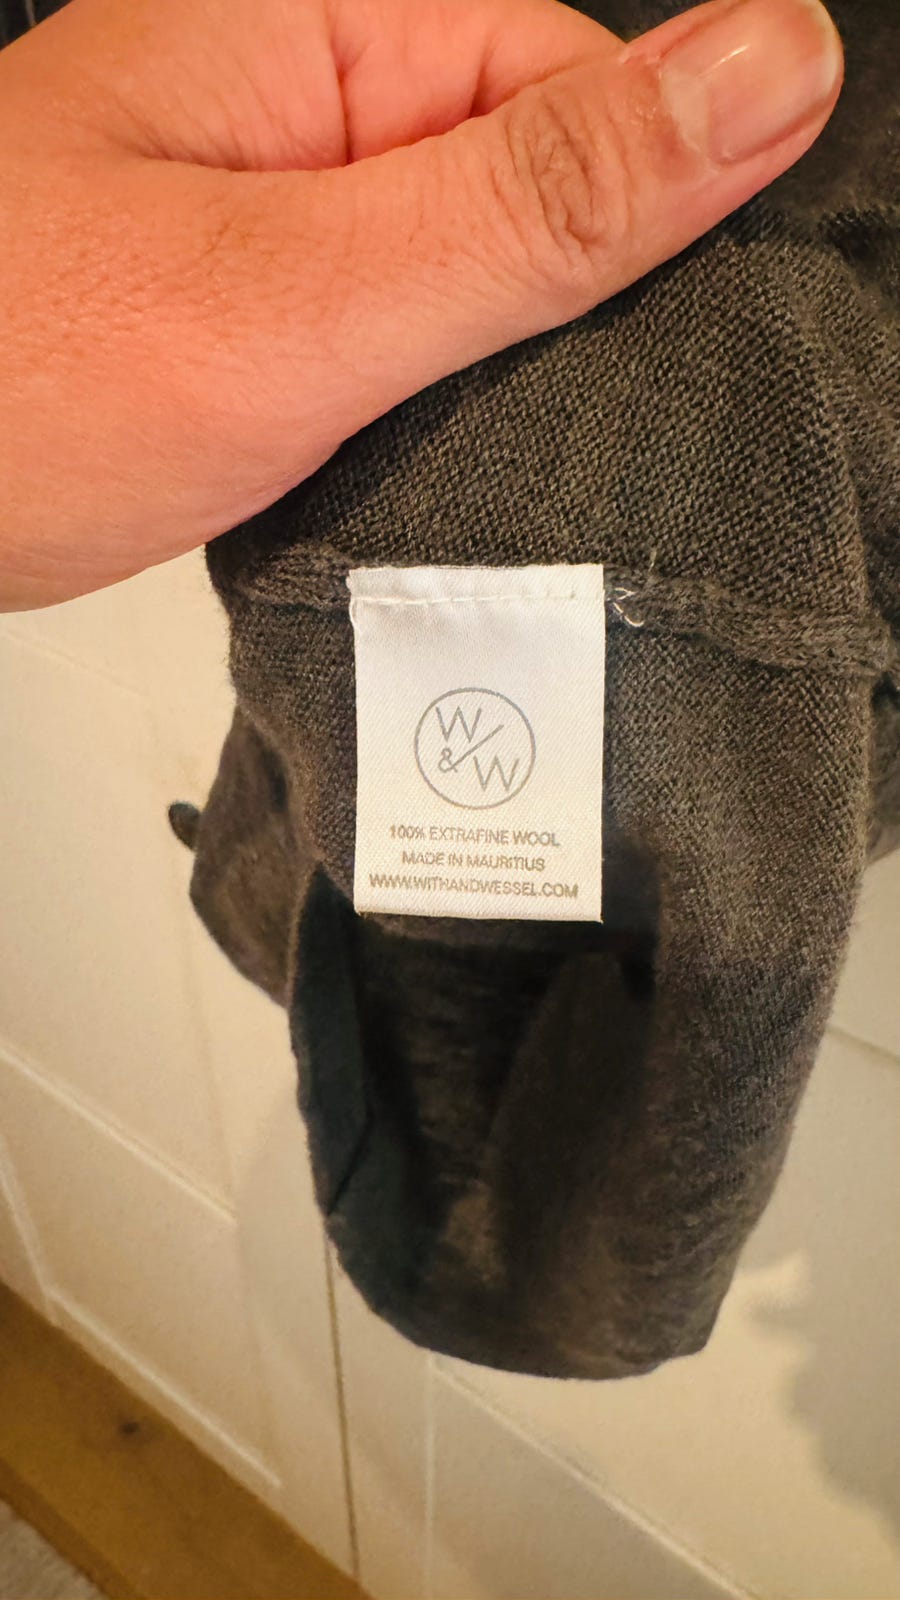 W
& W
100% EXTRAFINE WOOL
MADE IN MAURITIUS
WWW.WITHANDWESSEL.COM